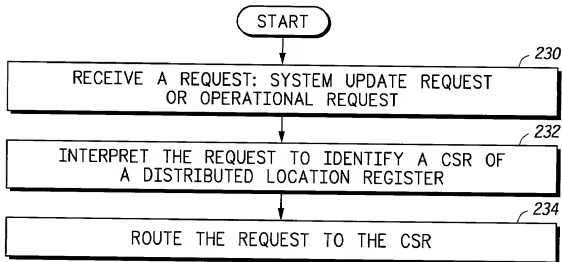 START
230
RECEIVE A REQUEST: SYSTEM UPDATE REQUEST
OR OPERATIONAL REQUEST
232
INTERPRET THE REQUEST TO IDENTIFY A CSR OF
A DISTRIBUTED LOCATION REGISTER
234
ROUTE THE REQUEST TO THE CSR